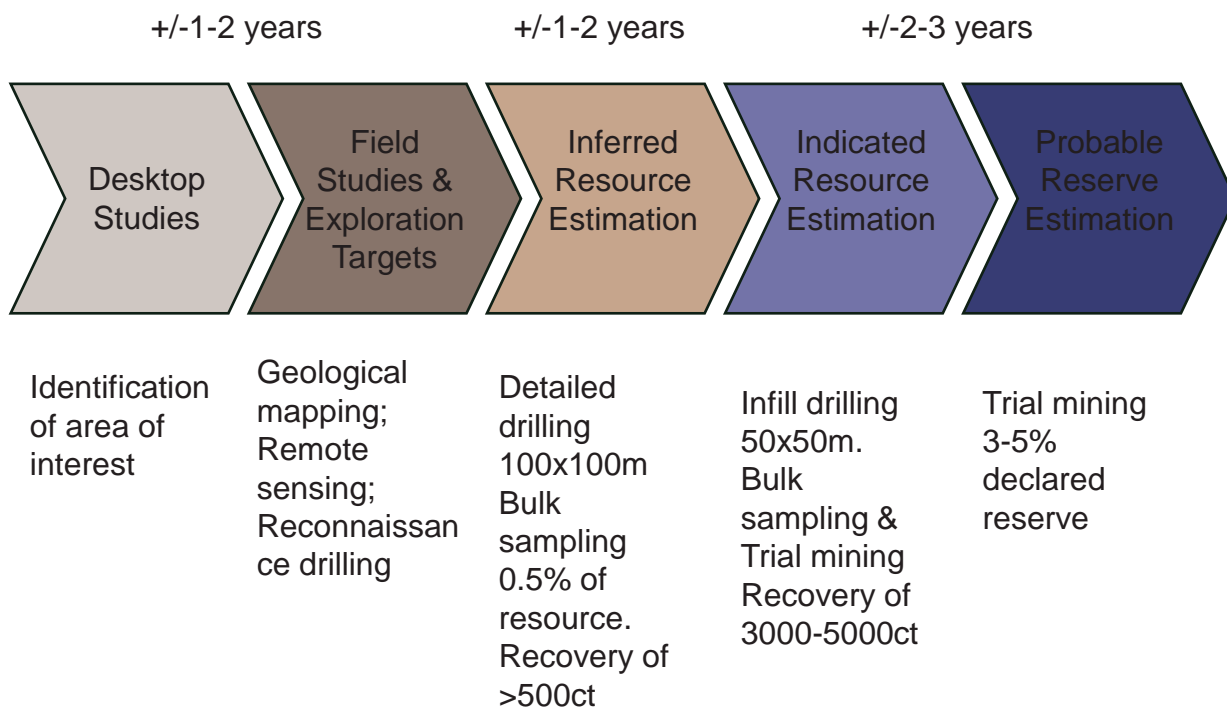 +/-1-2 years
+/-1-2 years
+/-2-3 years
Desktop
Studies
Field
Studies &
Exploration
Targets
Inferred
Resource
Estimation
Indicated
Resource
Estimation
Probable
Reserve
Estimation
Identification
of area of
interest
Geological
mapping;
Remote
sensing;
Reconnaissan
ce drilling
Detailed
drilling
100x100m
Bulk
sampling
0.5% of
resource.
Recovery of
>500ct
Infill drilling
50x50m.
Bulk
sampling &
Trial mining
Recovery of
3000-5000ct
Trial mining
3-5%
declared
reserve